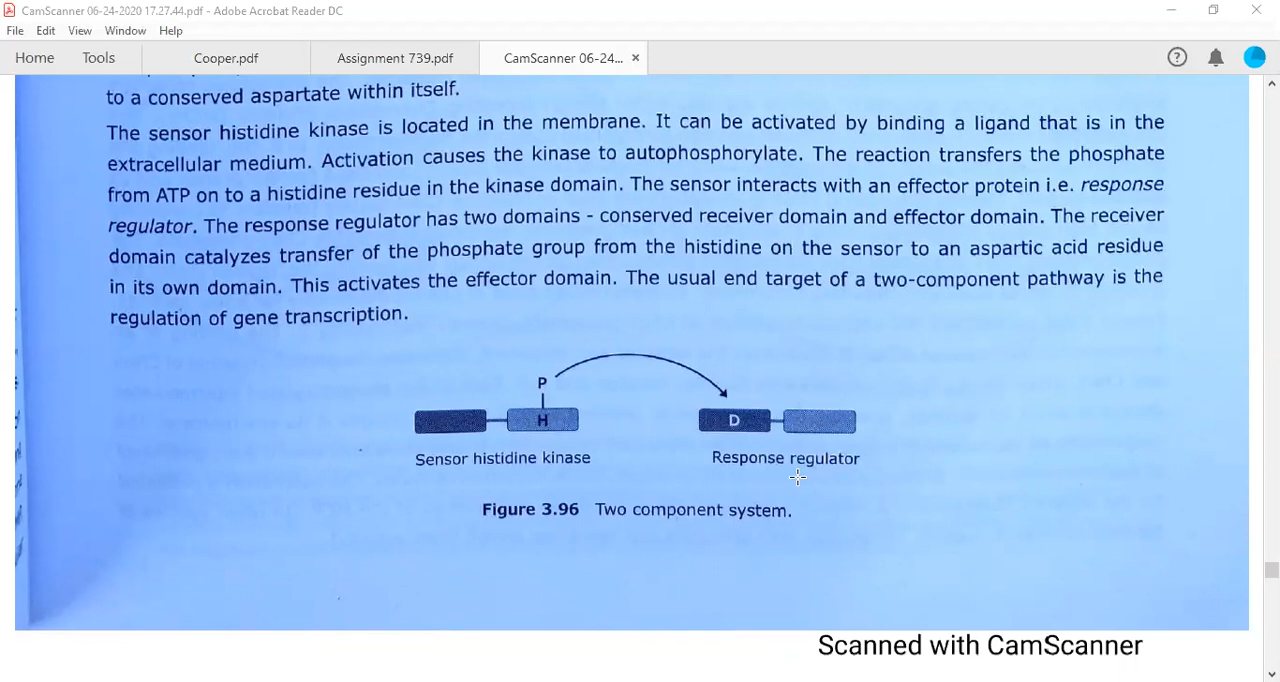 CamScanner 06-24-2020 17.27.44.pdf - Adobe Acrobat Reader DC
File Edit View Window Help
Home Tools Cooper.pdf Assignment 739.pdf CamScanner 06-24... ×
to a conserved aspartate within itself.
The sensor histidine kinase is located in the membrane. It can be activated by binding a ligand that is in the
extracellular medium. Activation causes the kinase to autophosphorylate. The reaction transfers the phosphate
from ATP on to a histidine residue in the kinase domain. The sensor interacts with an effector protein i.e. response
regulator. The response regulator has two domains - conserved receiver domain and effector domain. The receiver
domain catalyzes transfer of the phosphate group from the histidine on the sensor to an aspartic acid residue
in its own domain. This activates the effector domain. The usual end target of a two-component pathway is the
regulation of gene transcription.
P
H D
Sensor histidine kinase Response regulator
Figure 3.96 Two component system.
Scanned with CamScanner